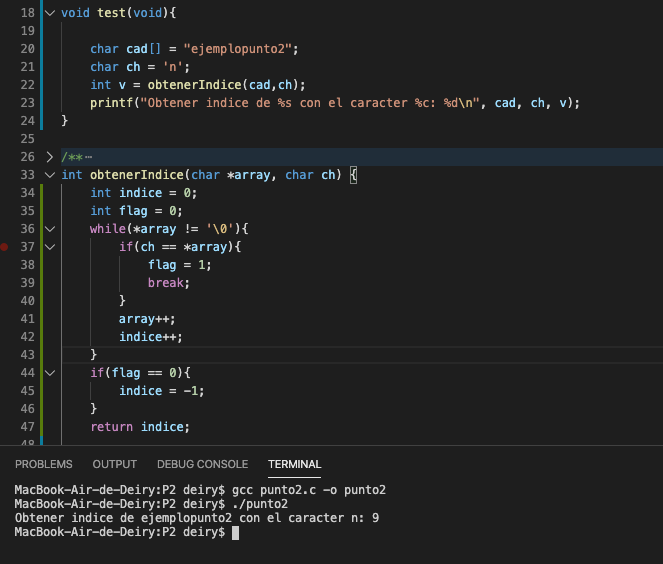 18 void test(void){
19
20 char cad[] = "ejemplopunto2";
21 char ch = 'n';
22 int v = obtenerIndice(cad,ch);
23 printf("Obtener indice de %s con el caracter %c: %d\n", cad, ch, v);
24 }
25
26 /**⋯
33 int obtenerIndice(char *array, char ch) {
34 int indice = 0;
35 int flag = 0;
36 while(*array != '\0'){
37 if(ch == *array){
38 flag = 1;
39 break;
40 }
41 array++;
42 indice++;
43 }
44 if(flag == 0){
45 indice = -1;
46 }
47 return indice;
48
PROBLEMS OUTPUT DEBUG CONSOLE TERMINAL
MacBook-Air-de-Deiry:P2 deiry$ gcc punto2.c -o punto2
MacBook-Air-de-Deiry:P2 deiry$ ./punto2
Obtener indice de ejemplopunto2 con el caracter n: 9
MacBook-Air-de-Deiry:P2 deiry$